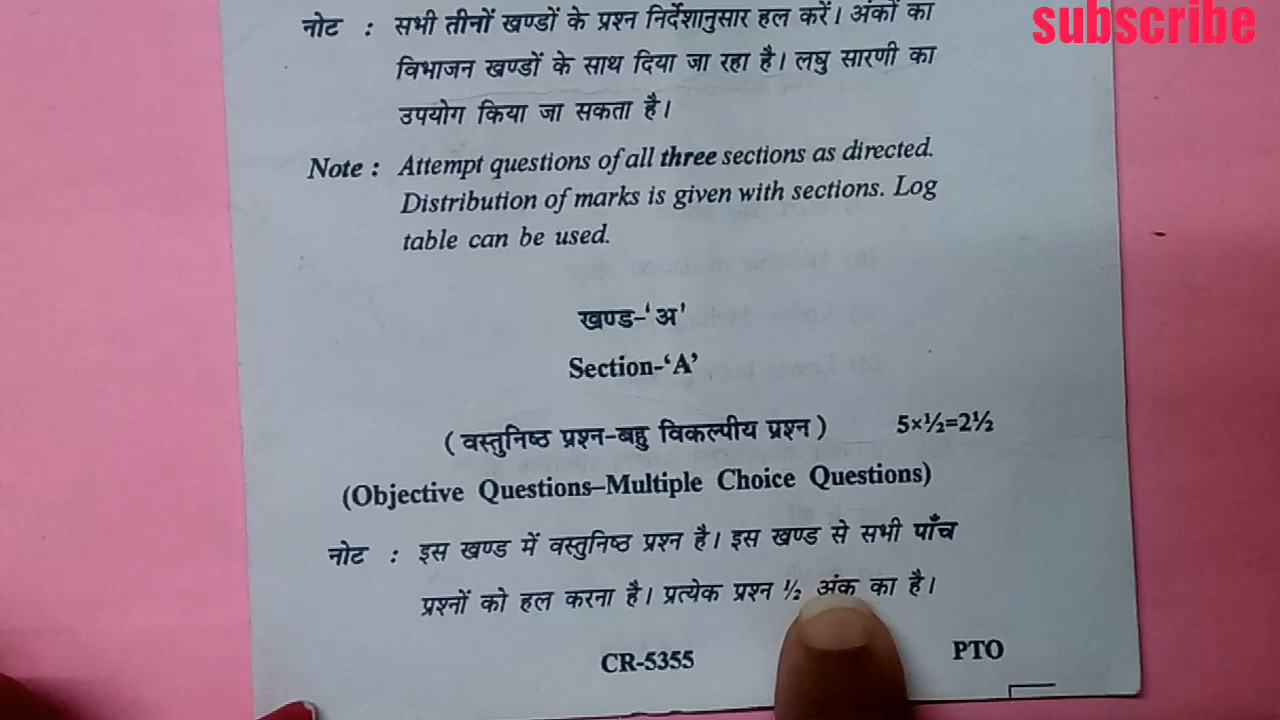 subscribe
नोट : सभी तीनों खण्डों के प्रश्न निर्देशानुसार हल करें। अंकों का
विभाजन खण्डों के साथ दिया जा रहा है। लघु सारणी का
उपयोग किया जा सकता है।
Note : Attempt questions of all three sections as directed.
Distribution of marks is given with sections. Log
table can be used.
खण्ड-‘अ’
Section-‘A’
( वस्तुनिष्ठ प्रश्न-बहु विकल्पीय प्रश्न ) 5×½=2½
(Objective Questions–Multiple Choice Questions)
नोट : इस खण्ड में वस्तुनिष्ठ प्रश्न है। इस खण्ड से सभी पाँच
प्रश्नों को हल करना है। प्रत्येक प्रश्न ½ अंक का है।
CR-5355 PTO